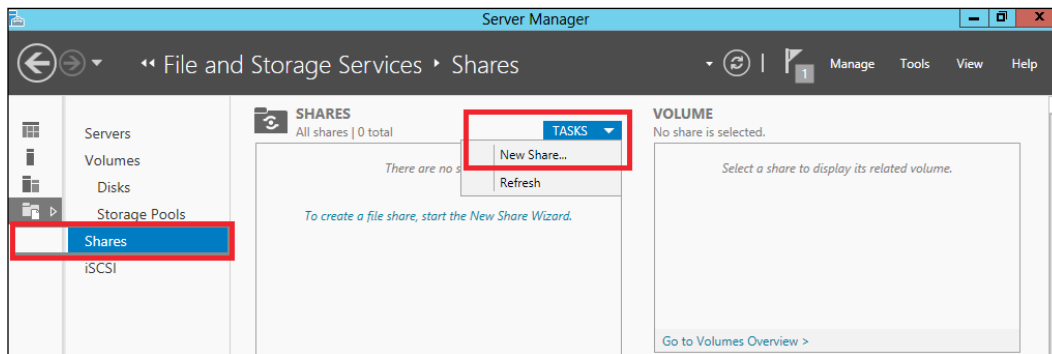 Server Manager
File and Storage Services ‣ Shares
1
Manage
Tools
View
Help
Servers
Volumes
Disks
Storage Pools
Shares
iSCSI
SHARES
All shares | 0 total
TASKS
New Share...
Refresh
There are no s
To create a file share, start the New Share Wizard.
VOLUME
No share is selected.
Select a share to display its related volume.
Go to Volumes Overview >